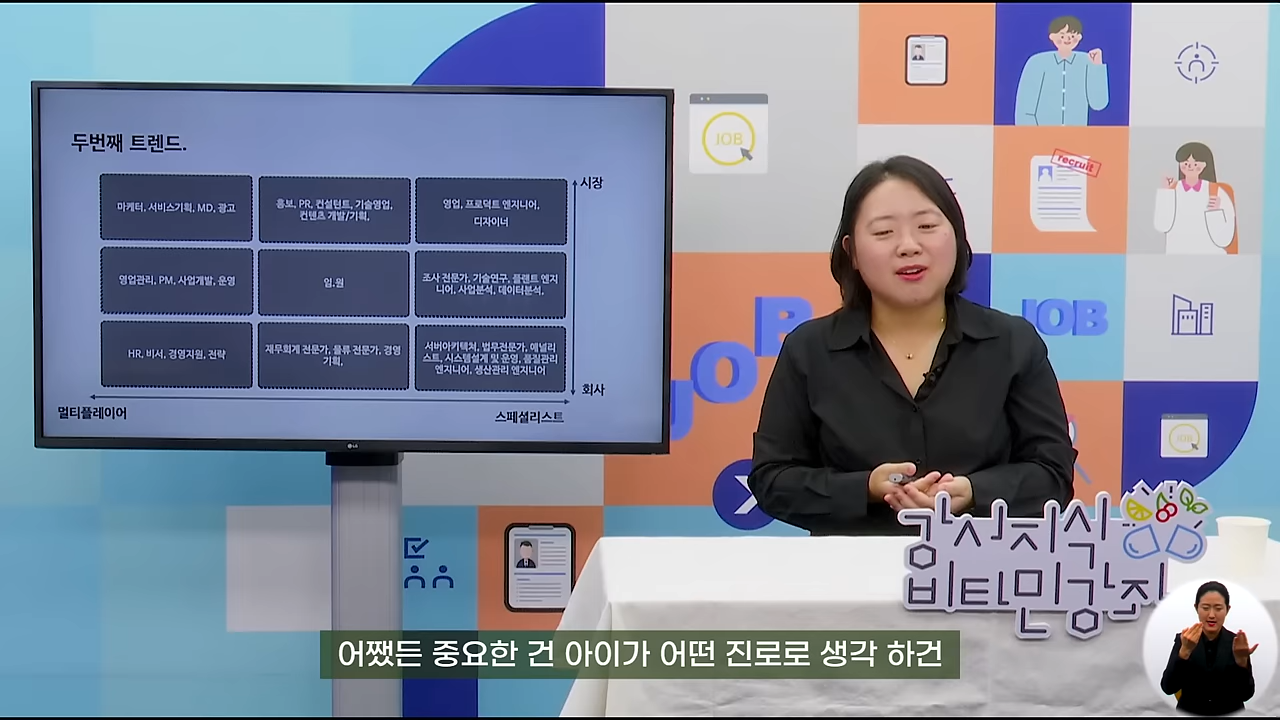 두번째 트렌드.
시장
마케터, 서비스기획, MD, 광고
홍보, PR, 컨설턴트, 기술영업,
컨텐츠 개발/기획,
영업, 프로덕트 엔지니어,
디자이너
영업관리, PM, 사업개발, 운영
임.원
조사 전문가, 기술연구, 플랜트 엔지
니어, 사업분석, 데이터분석,
HR, 비서, 경영지원, 전략
재무회계 전문가, 물류 전문가, 경영
기획,
서버아키텍쳐, 법무전문가, 애널리
스트, 시스템설계 및 운영, 품질관리
엔지니어, 생산관리 엔지니어
회사
멀티플레이어
스페셜리스트
LG
JOB
recruit
JOB
JOB
JOB
강서지식
비타민강좌
어쨌든 중요한 건 아이가 어떤 진로로 생각 하건